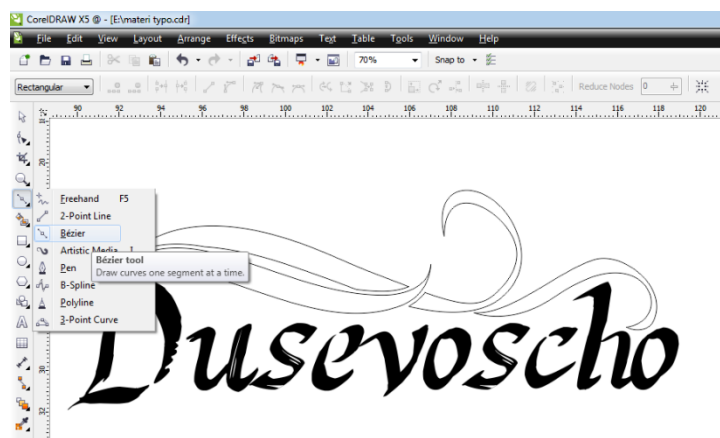 CorelDRAW X5 @ - [E:\materi typo.cdr]
File Edit View Layout Arrange Effects Bitmaps Text Table Tools Window Help
70% Snap to
Rectangular Reduce Nodes 0
90 92 94 96 98 100 102 104 106 108 110 112 114 116 118 120
Freehand F5
2-Point Line
Bézier
Artistic Media I
Bézier tool
Pen
Draw curves one segment at a time.
B-Spline
Polyline
3-Point Curve
Dusevoscho